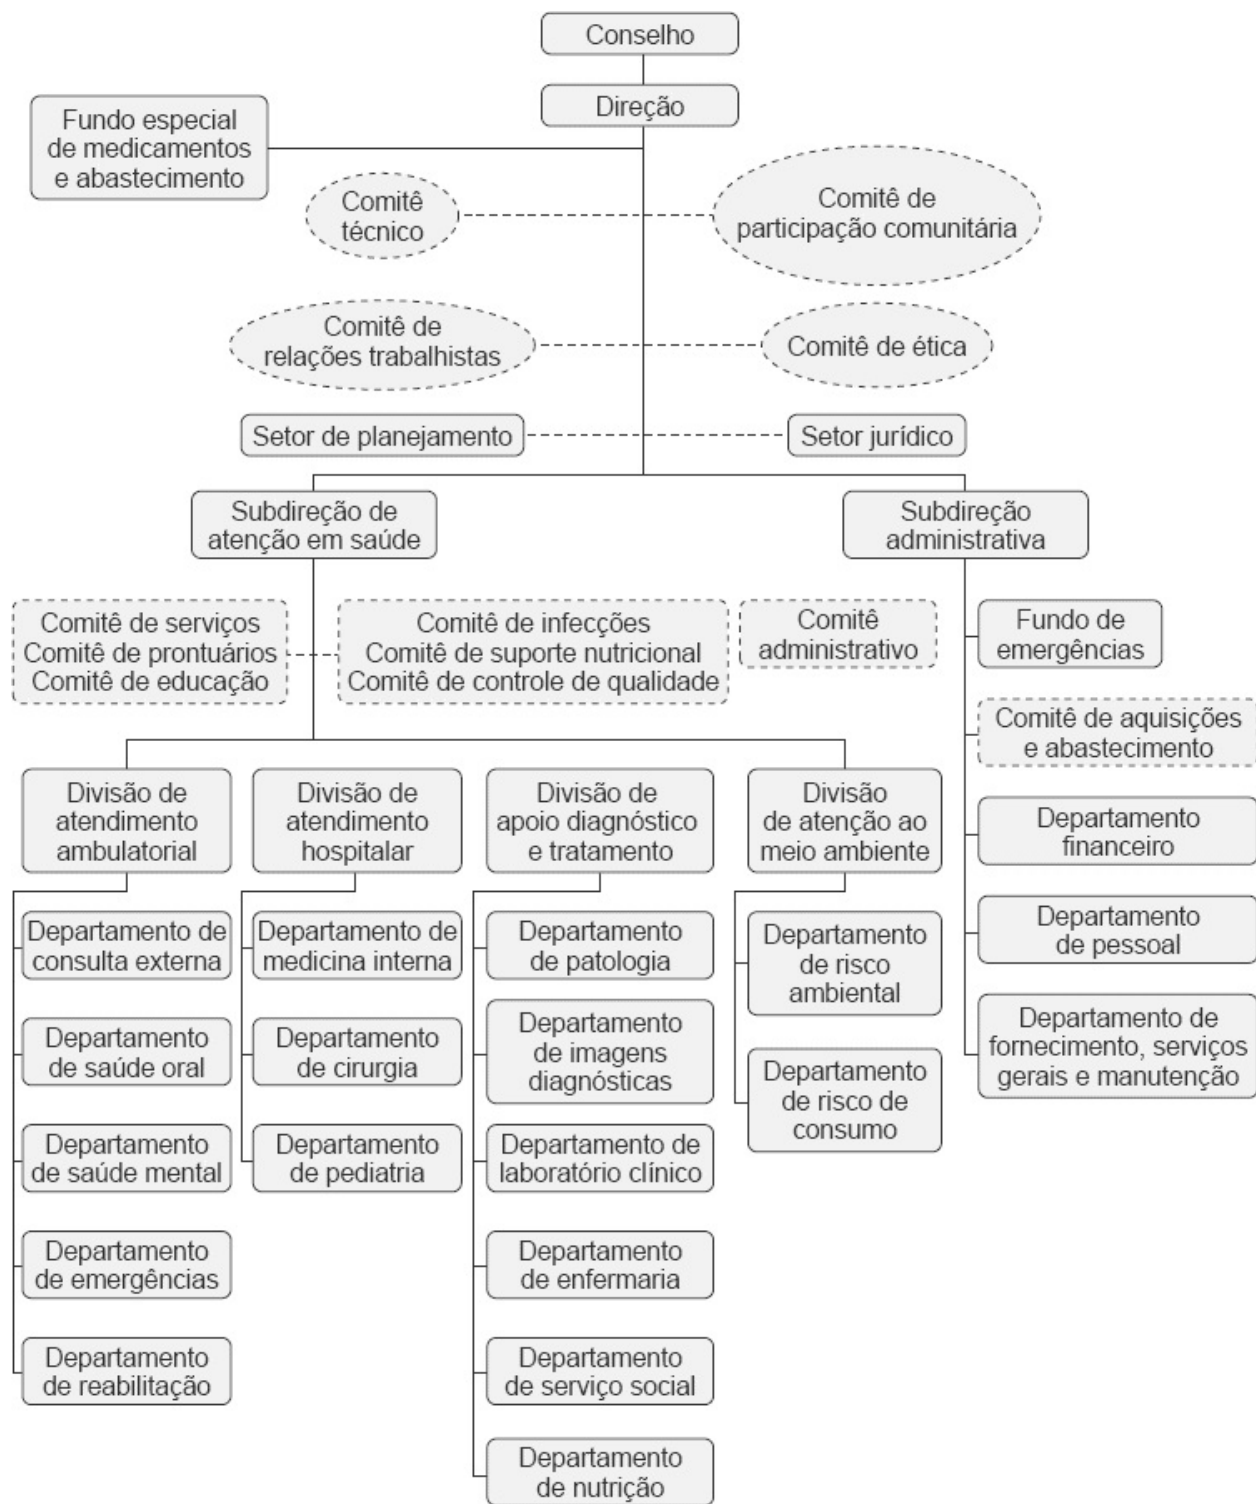 Conselho
Direção
Fundo especial
de medicamentos
e abastecimento
Comitê
técnico
Comitê de
participação comunitária
Comitê de
relações trabalhistas
Comitê de ética
Setor de planejamento
Setor jurídico
Subdireção de
atenção em saúde
Subdireção
administrativa
Comitê de serviços
Comitê de prontuários
Comitê de educação
Comitê de infecções
Comitê de suporte nutricional
Comitê de controle de qualidade
Comitê
administrativo
Fundo de
emergências
Comitê de aquisições
e abastecimento
Departamento
financeiro
Departamento
de pessoal
Departamento de
fornecimento, serviços
gerais e manutenção
Divisão de
atendimento
ambulatorial
Divisão de
atendimento
hospitalar
Divisão de
apoio diagnóstico
e tratamento
Divisão
de atenção ao
meio ambiente
Departamento de
consulta externa
Departamento
de saúde oral
Departamento
de saúde mental
Departamento
de emergências
Departamento
de reabilitação
Departamento de
medicina interna
Departamento
de cirurgia
Departamento
de pediatria
Departamento
de patologia
Departamento
de imagens
diagnósticas
Departamento de
laboratório clínico
Departamento
de enfermaria
Departamento
de serviço social
Departamento
de nutrição
Departamento
de risco
ambiental
Departamento
de risco de
consumo